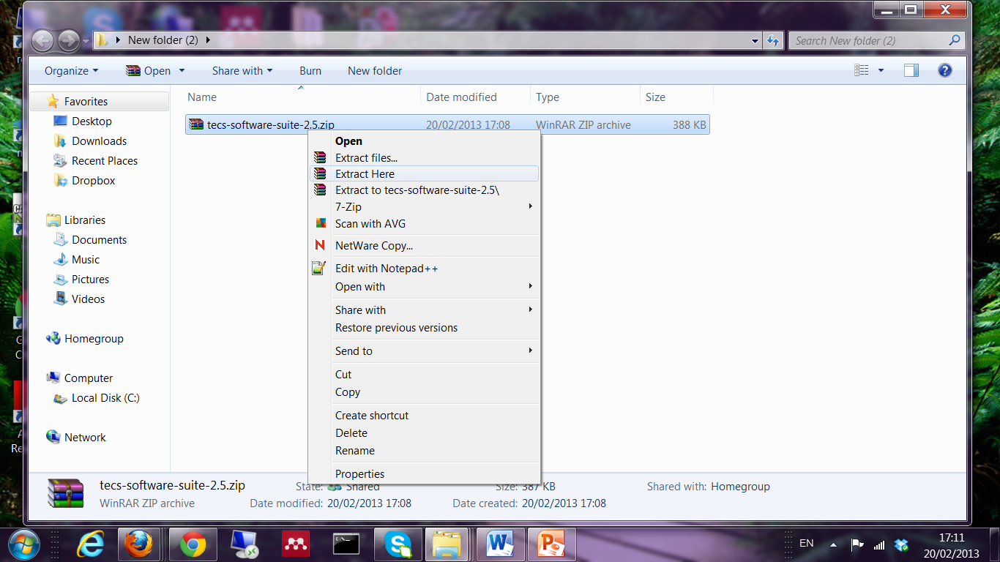 New folder (2)
Search New folder (2)
Organize
Open
Share with
Burn
New folder
Name
Date modified
Type
Size
Favorites
Desktop
Downloads
Recent Places
Dropbox
Libraries
Documents
Music
Pictures
Videos
Homegroup
Computer
Local Disk (C:)
Network
tecs-software-suite-2.5.zip 20/02/2013 17:08 WinRAR ZIP archive 388 KB
Open
Extract files...
Extract Here
Extract to tecs-software-suite-2.5\
7-Zip
Scan with AVG
NetWare Copy...
Edit with Notepad++
Open with
Share with
Restore previous versions
Send to
Cut
Copy
Create shortcut
Delete
Rename
Properties
tecs-software-suite-2.5.zip State: Shared Size: 387 KB Shared with: Homegroup
WinRAR ZIP archive Date modified: 20/02/2013 17:08 Date created: 20/02/2013 17:08
EN
17:11
20/02/2013